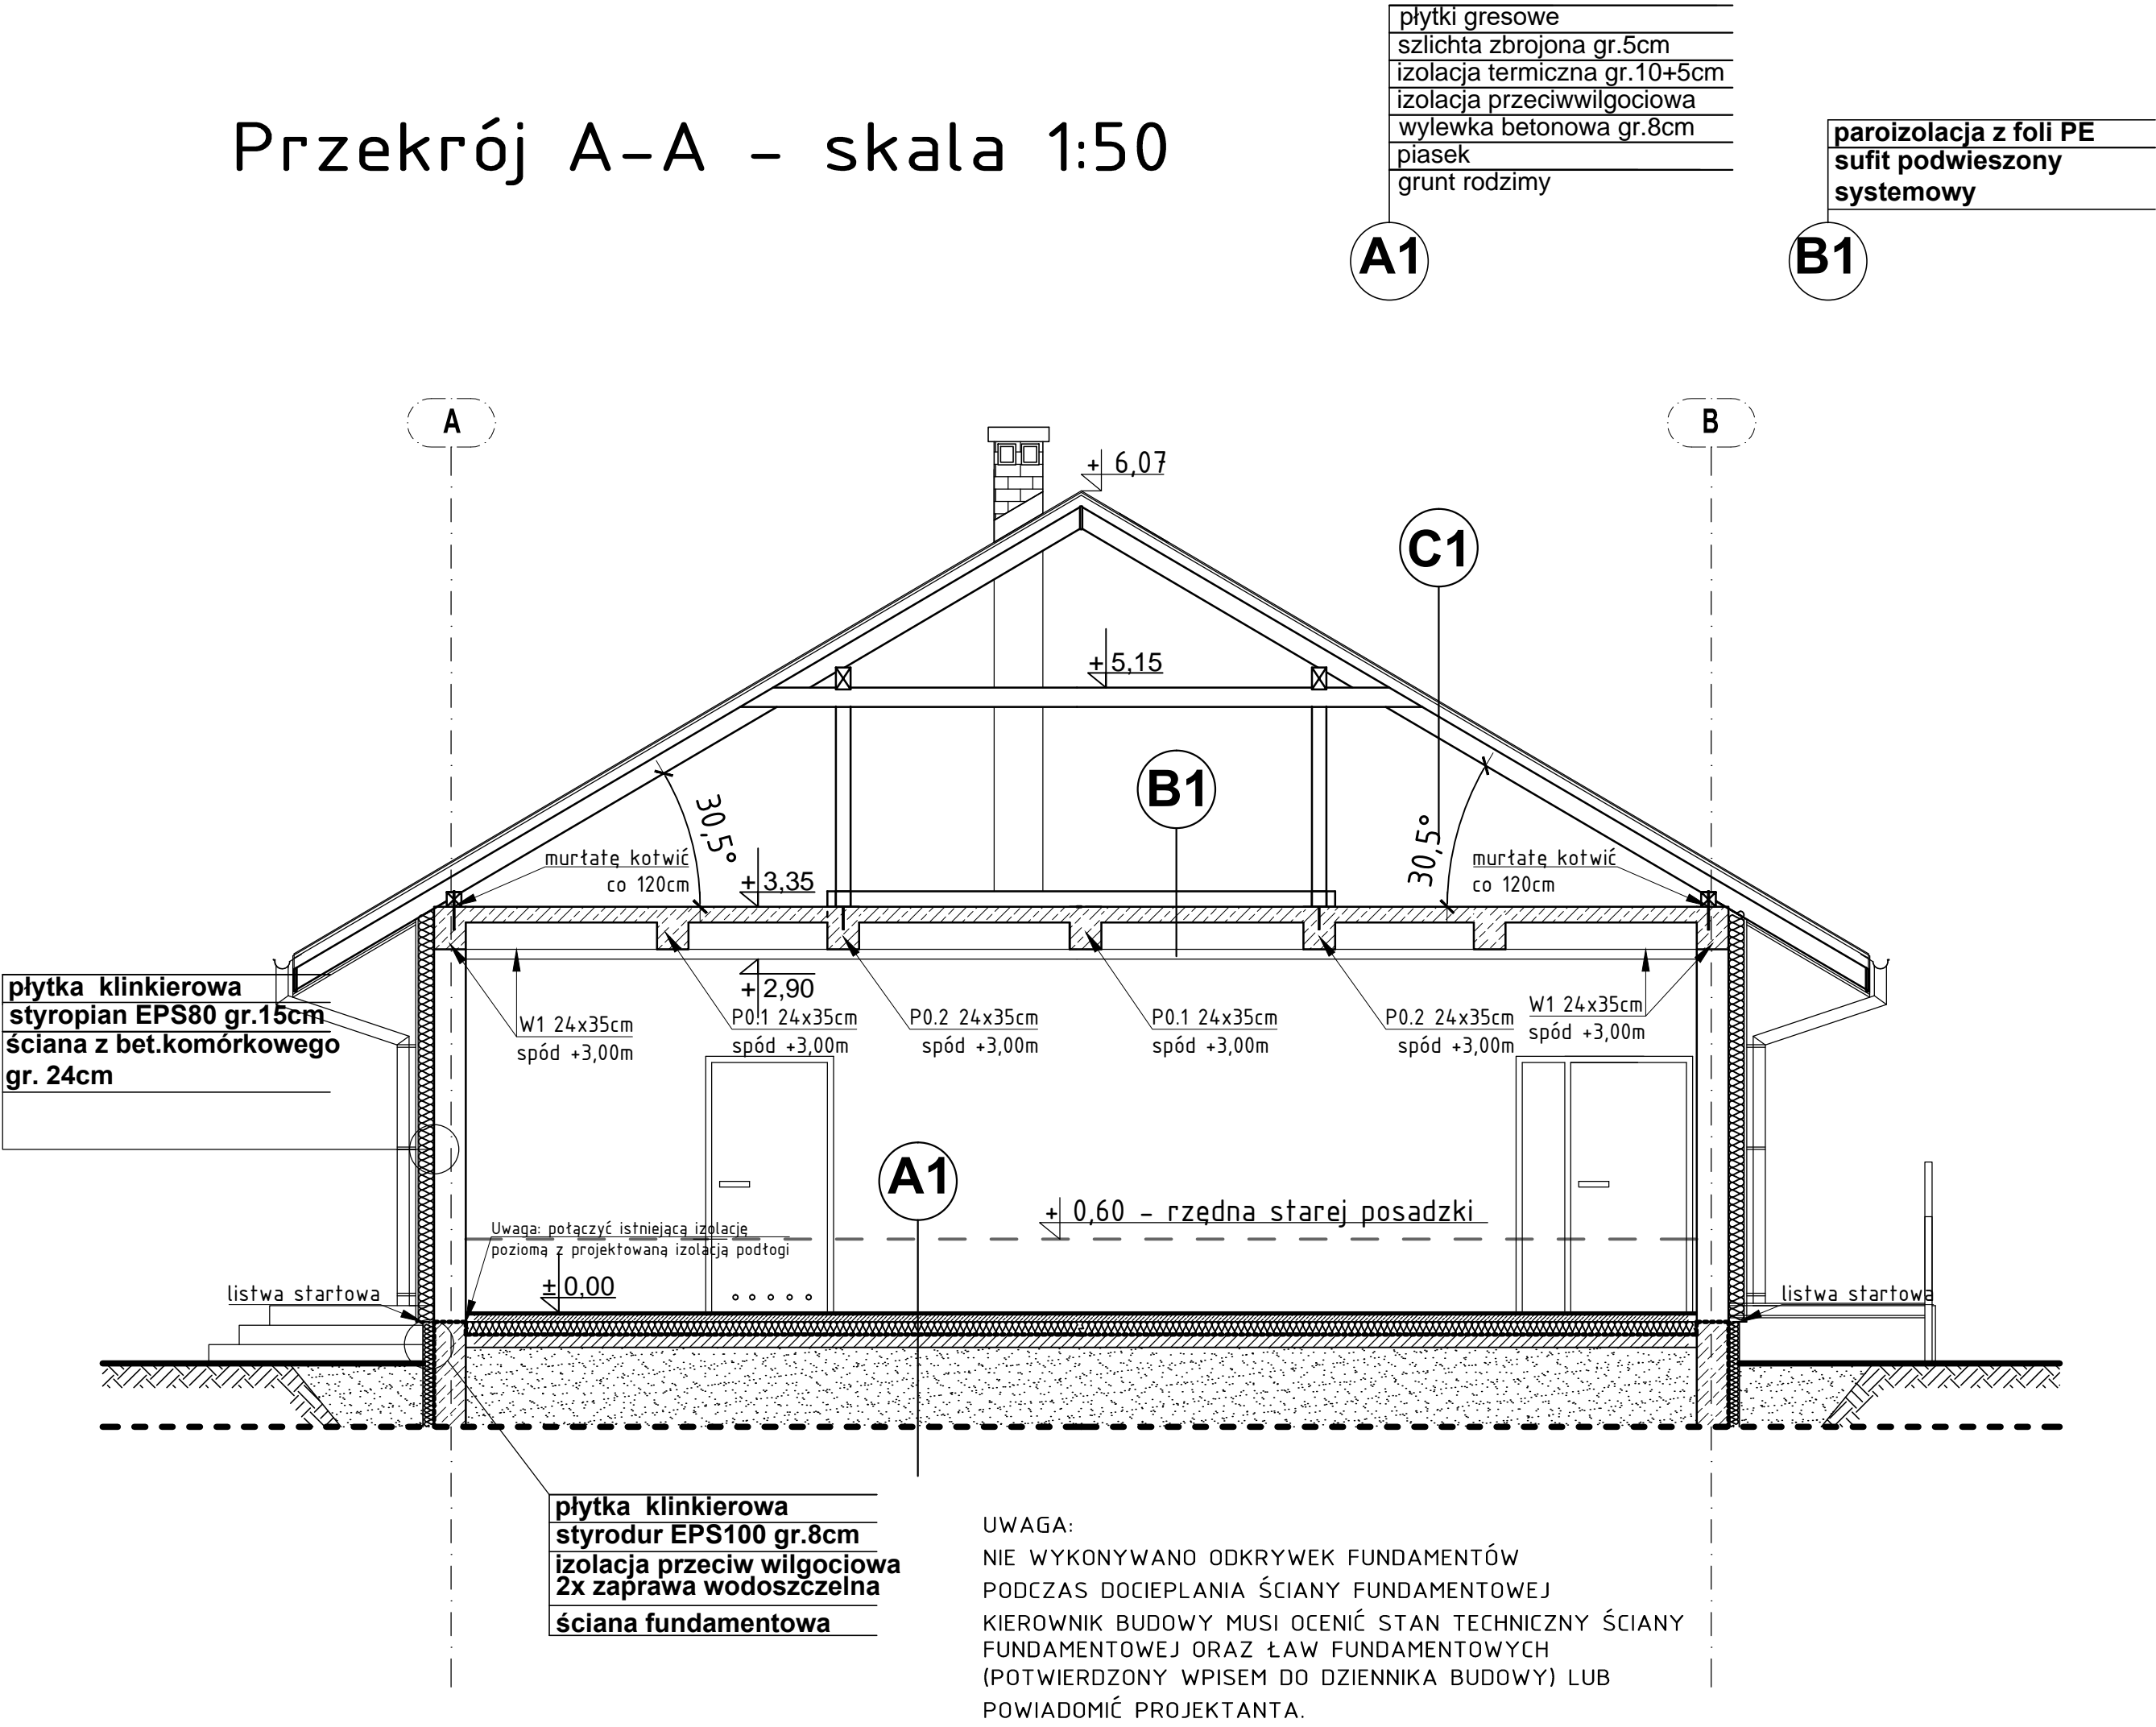 płytki gresowe
szlichta zbrojona gr.5cm
izolacja termiczna gr.10+5cm
izolacja przeciwwilgociowa
wylewka betonowa gr.8cm
piasek
grunt rodzimy
A1
paroizolacja z foli PE
sufit podwieszony
systemowy
B1
Przekrój A-A - skala 1:50
A
B
+ 6,07
C1
+ 5,15
B1
30,5°
30,5°
murłatę kotwić
co 120cm
+ 3,35
murłatę kotwić
co 120cm
płytka klinkierowa
styropian EPS80 gr.15cm
ściana z bet.komórkowego
gr. 24cm
+ 2,90
W1 24x35cm
spód +3,00m
P0.1 24x35cm
spód +3,00m
P0.2 24x35cm
spód +3,00m
P0.1 24x35cm
spód +3,00m
P0.2 24x35cm
spód +3,00m
W1 24x35cm
spód +3,00m
A1
+ 0,60 - rzędna starej posadzki
Uwaga: połączyć istniejącą izolację
poziomą z projektowaną izolacją podłogi
± 0,00
listwa startowa
listwa startowa
płytka klinkierowa
styrodur EPS100 gr.8cm
izolacja przeciw wilgociowa
2x zaprawa wodoszczelna
ściana fundamentowa
UWAGA:
NIE WYKONYWANO ODKRYWEK FUNDAMENTÓW
PODCZAS DOCIEPLANIA ŚCIANY FUNDAMENTOWEJ
KIEROWNIK BUDOWY MUSI OCENIĆ STAN TECHNICZNY ŚCIANY
FUNDAMENTOWEJ ORAZ ŁAW FUNDAMENTOWYCH
(POTWIERDZONY WPISEM DO DZIENNIKA BUDOWY) LUB
POWIADOMIĆ PROJEKTANTA.